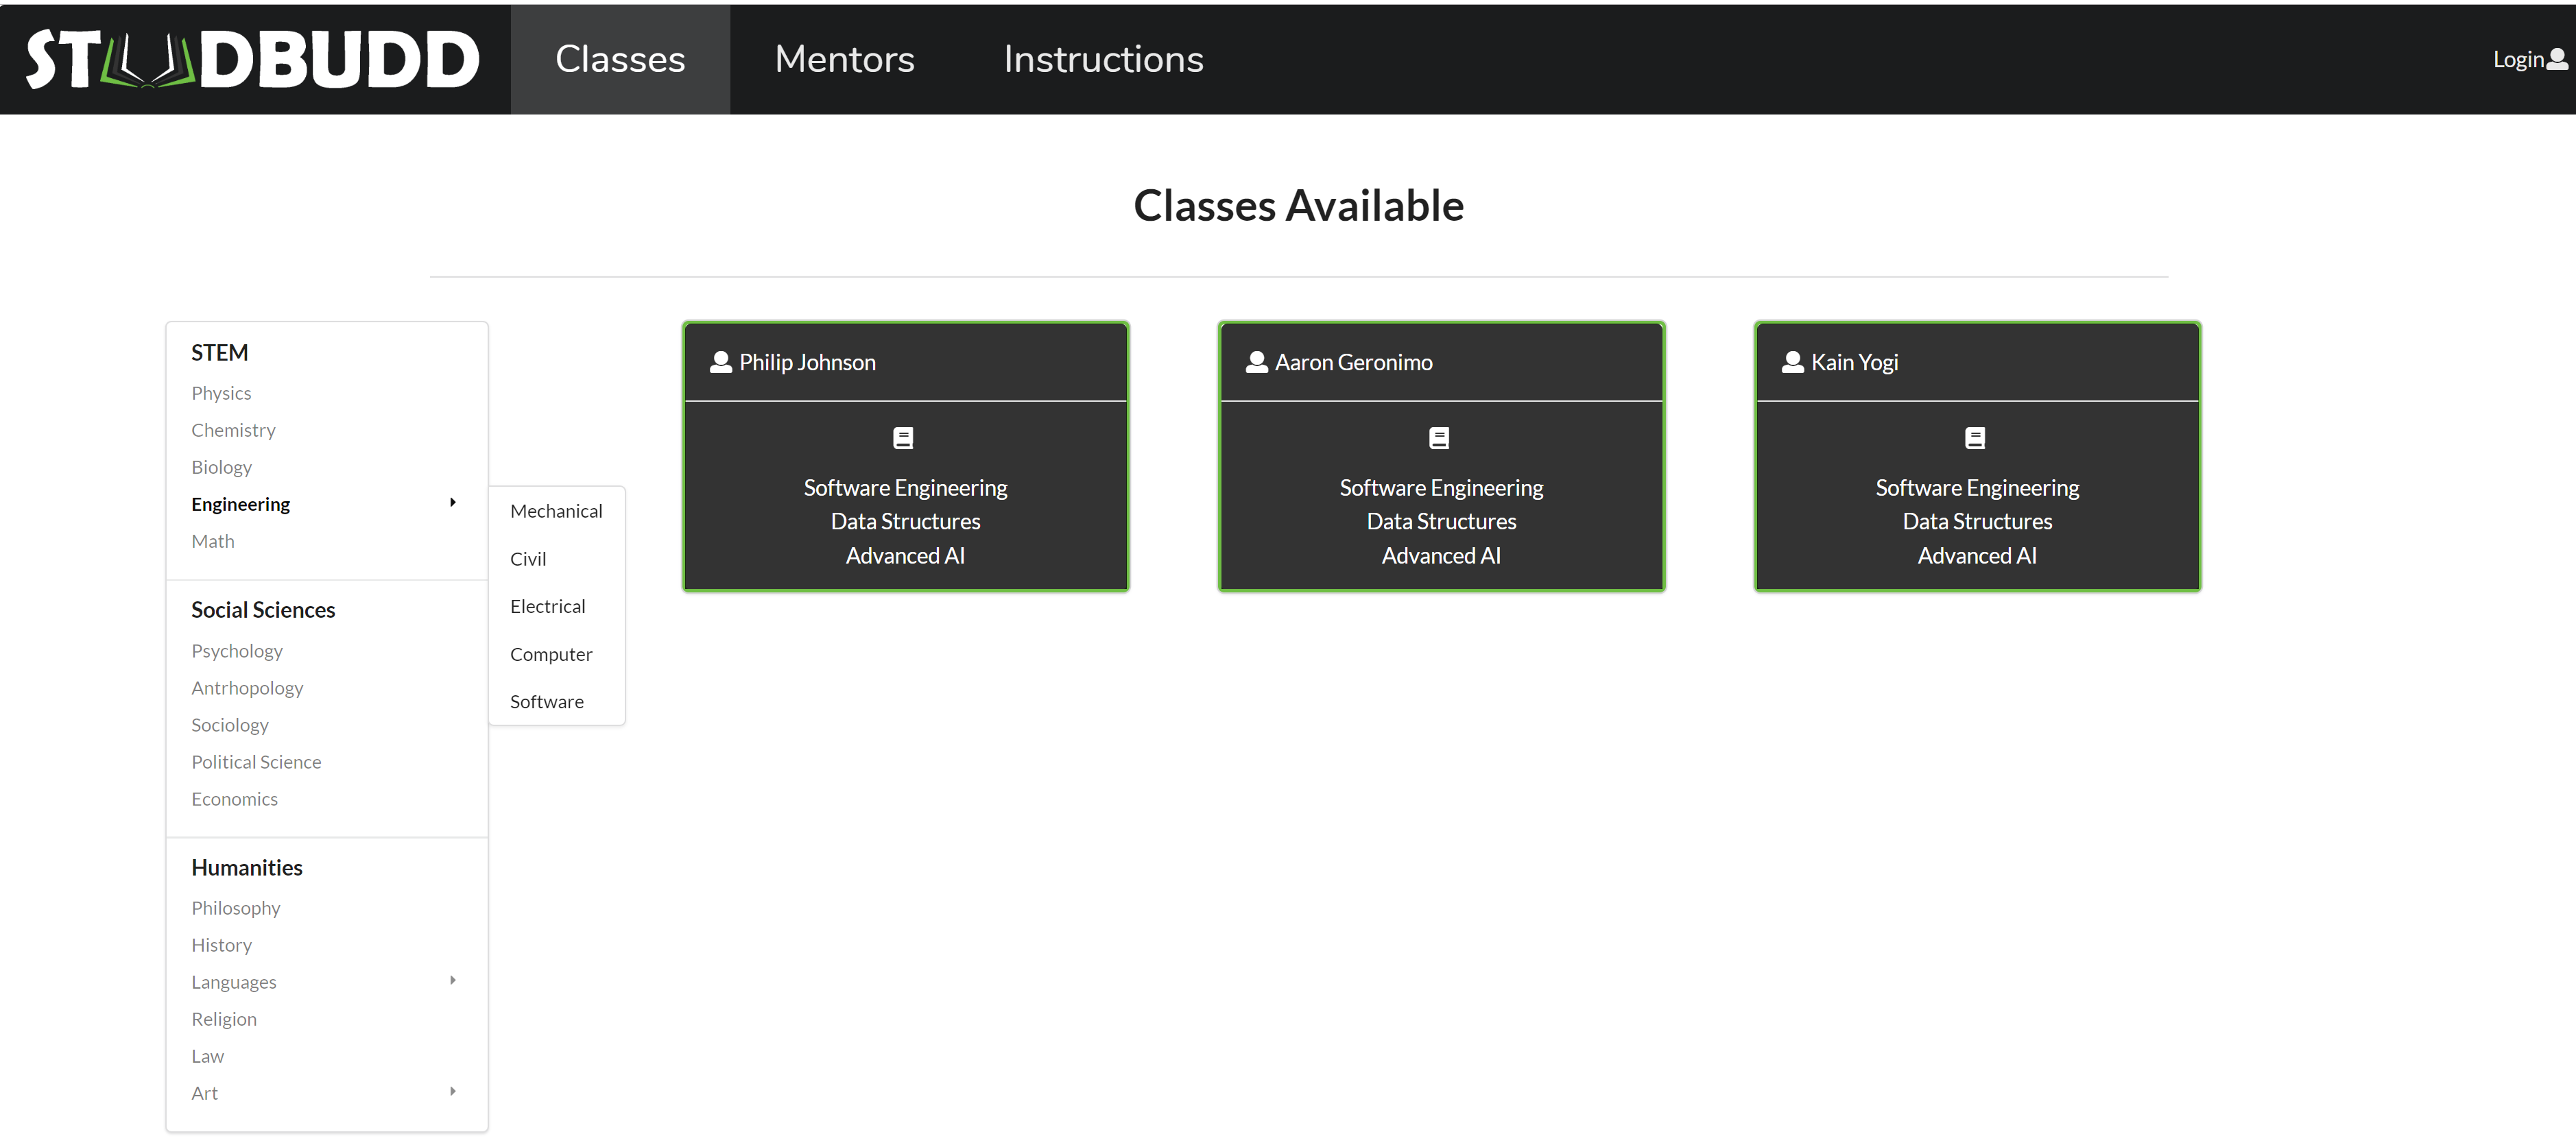 STUDBUDD
Classes
Mentors
Instructions
Login
Classes Available
STEM
Physics
Chemistry
Biology
Engineering
Math
Mechanical
Civil
Electrical
Computer
Software
Social Sciences
Psychology
Antrhopology
Sociology
Political Science
Economics
Humanities
Philosophy
History
Languages
Religion
Law
Art
Philip Johnson
Software Engineering
Data Structures
Advanced AI
Aaron Geronimo
Software Engineering
Data Structures
Advanced AI
Kain Yogi
Software Engineering
Data Structures
Advanced AI